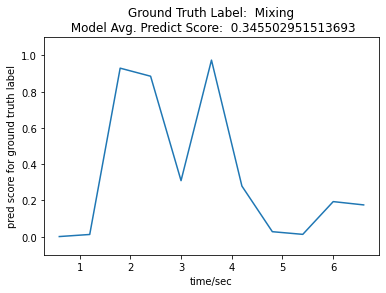 Ground Truth Label:  Mixing
Model Avg. Predict Score:  0.345502951513693
pred score for ground truth label
1.0
0.8
0.6
0.4
0.2
0.0
1 2 3 4 5 6
time/sec